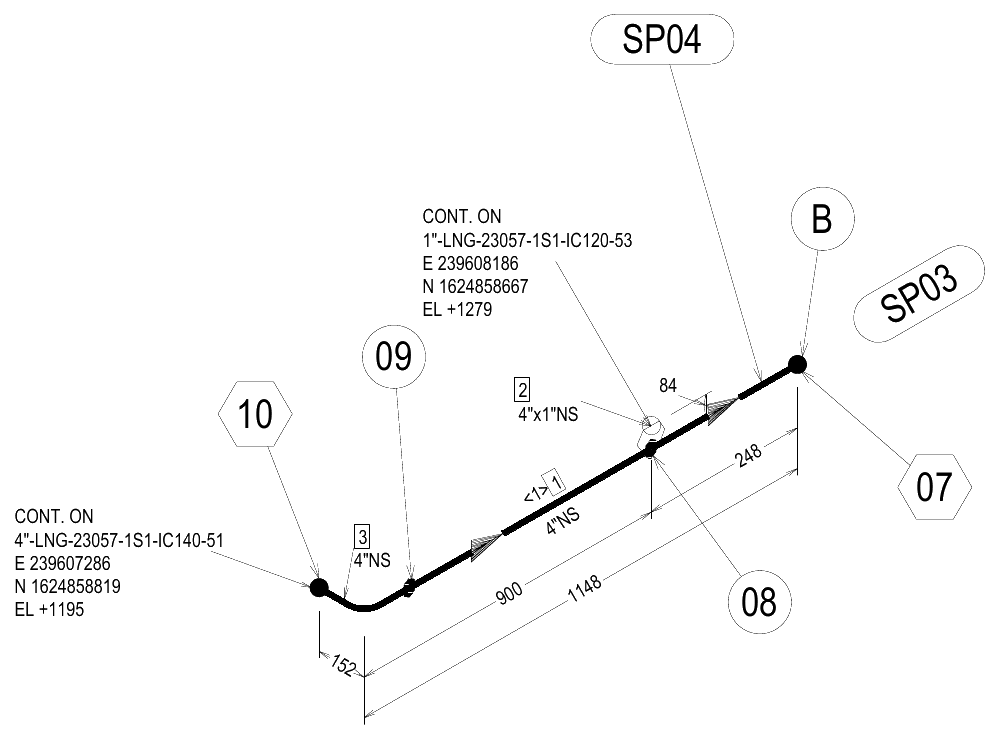 SP04
B
SP03
CONT. ON
1"-LNG-23057-1S1-IC120-53
E 239608186
N 1624858667
EL +1279
09
2
4"x1"NS
84
10
248
<1> 1
4"NS
07
CONT. ON
4"-LNG-23057-1S1-IC140-51
E 239607286
N 1624858819
EL +1195
3
4"NS
900
1148
08
152